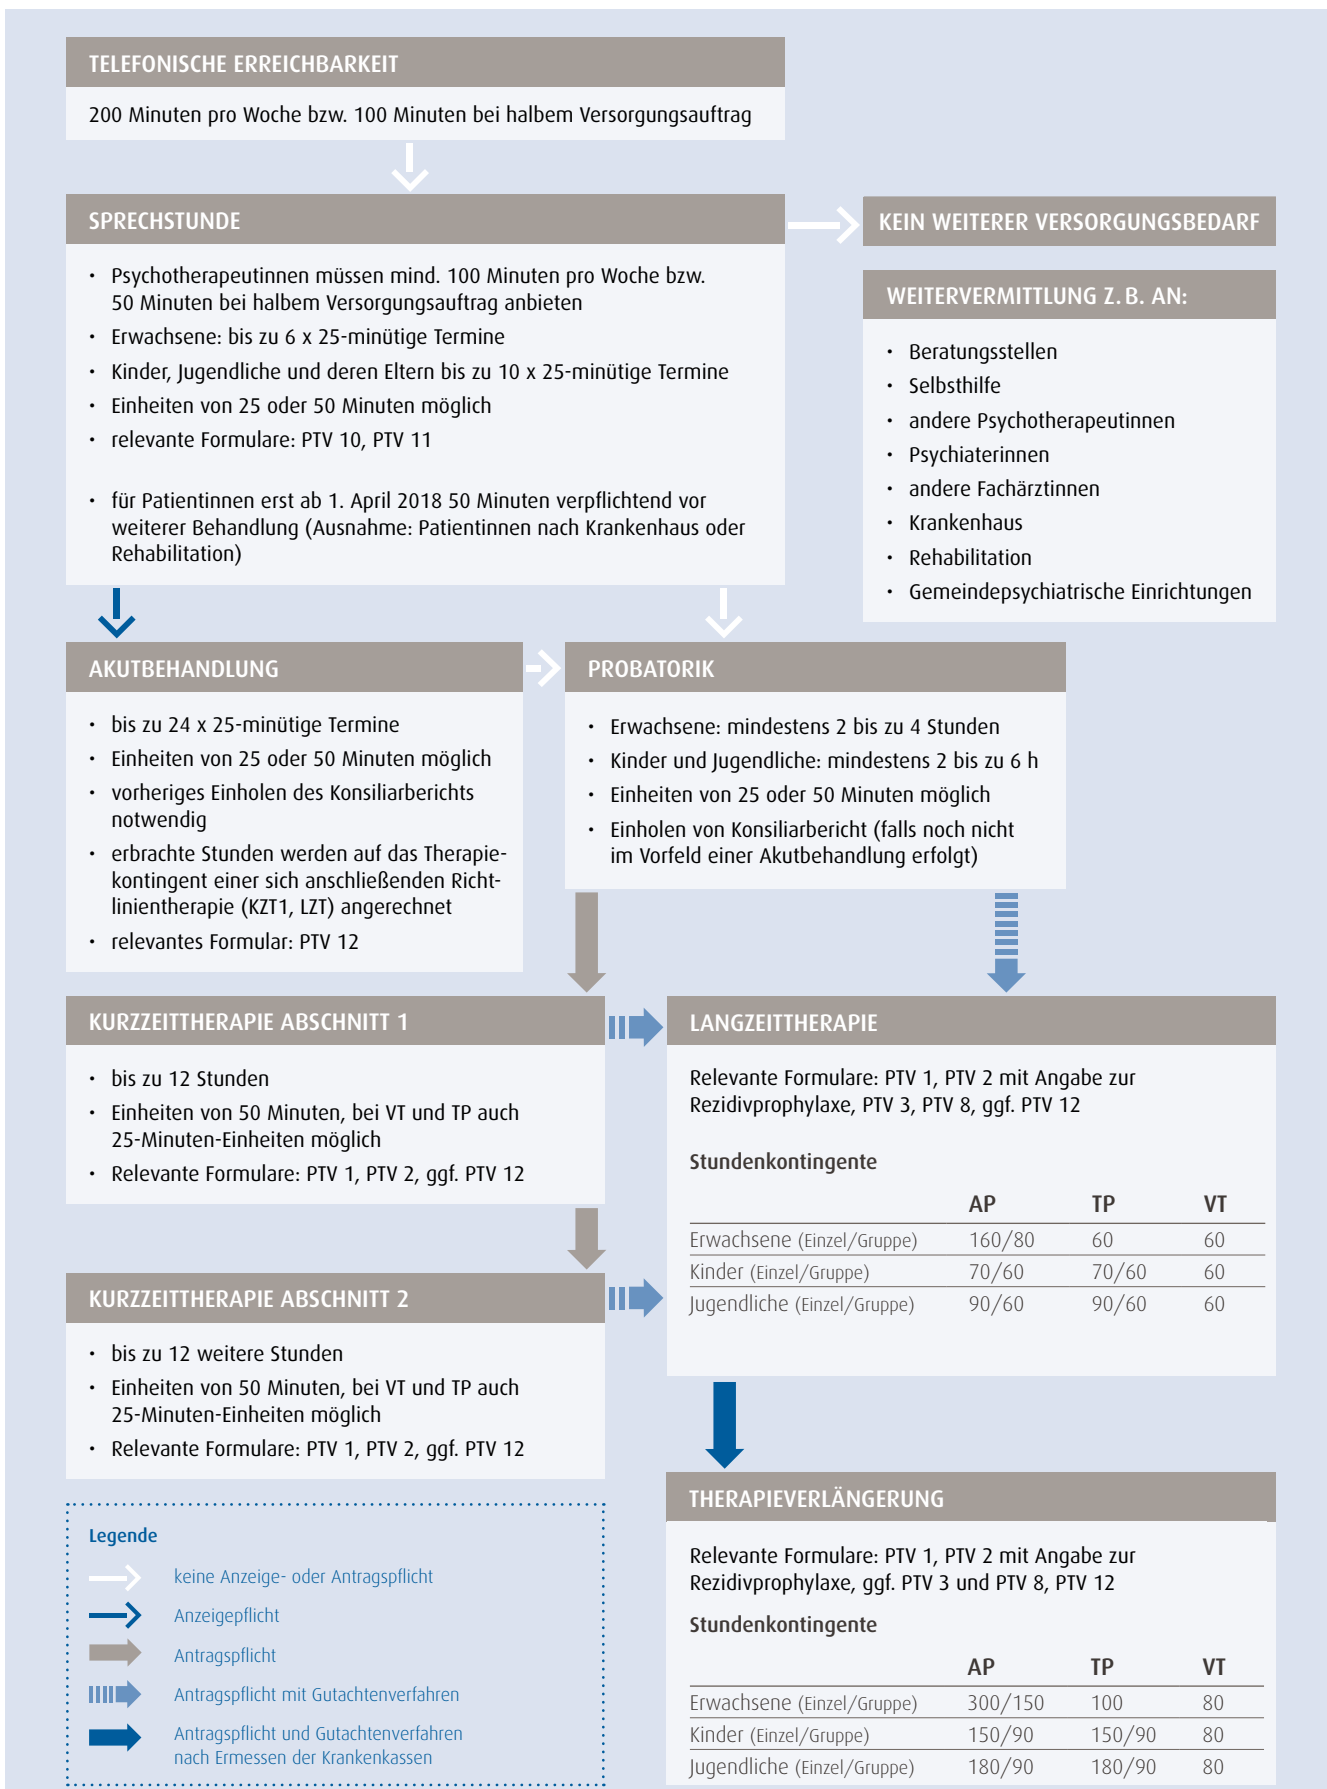 TELEFONISCHE ERREICHBARKEIT
200 Minuten pro Woche bzw. 100 Minuten bei halbem Versorgungsauftrag
SPRECHSTUNDE
• Psychotherapeutinnen müssen mind. 100 Minuten pro Woche bzw.
50 Minuten bei halbem Versorgungsauftrag anbieten
• Erwachsene: bis zu 6 x 25-minütige Termine
• Kinder, Jugendliche und deren Eltern bis zu 10 x 25-minütige Termine
• Einheiten von 25 oder 50 Minuten möglich
• relevante Formulare: PTV 10, PTV 11
• für Patientinnen erst ab 1. April 2018 50 Minuten verpflichtend vor
weiterer Behandlung (Ausnahme: Patientinnen nach Krankenhaus oder
Rehabilitation)
KEIN WEITERER VERSORGUNGSBEDARF
WEITERVERMITTLUNG Z. B. AN:
• Beratungsstellen
• Selbsthilfe
• andere Psychotherapeutinnen
• Psychiaterinnen
• andere Fachärztinnen
• Krankenhaus
• Rehabilitation
• Gemeindepsychiatrische Einrichtungen
AKUTBEHANDLUNG
• bis zu 24 x 25-minütige Termine
• Einheiten von 25 oder 50 Minuten möglich
• vorheriges Einholen des Konsiliarberichts
notwendig
• erbrachte Stunden werden auf das Therapie-
kontingent einer sich anschließenden Richt-
linientherapie (KZT1, LZT) angerechnet
• relevantes Formular: PTV 12
PROBATORIK
• Erwachsene: mindestens 2 bis zu 4 Stunden
• Kinder und Jugendliche: mindestens 2 bis zu 6 h
• Einheiten von 25 oder 50 Minuten möglich
• Einholen von Konsiliarbericht (falls noch nicht
im Vorfeld einer Akutbehandlung erfolgt)
KURZZEITTHERAPIE ABSCHNITT 1
• bis zu 12 Stunden
• Einheiten von 50 Minuten, bei VT und TP auch
25-Minuten-Einheiten möglich
• Relevante Formulare: PTV 1, PTV 2, ggf. PTV 12
KURZZEITTHERAPIE ABSCHNITT 2
• bis zu 12 weitere Stunden
• Einheiten von 50 Minuten, bei VT und TP auch
25-Minuten-Einheiten möglich
• Relevante Formulare: PTV 1, PTV 2, ggf. PTV 12
LANGZEITTHERAPIE
Relevante Formulare: PTV 1, PTV 2 mit Angabe zur
Rezidivprophylaxe, PTV 3, PTV 8, ggf. PTV 12
Stundenkontingente
AP TP VT
Erwachsene (Einzel/Gruppe) 160/80 60 60
Kinder (Einzel/Gruppe) 70/60 70/60 60
Jugendliche (Einzel/Gruppe) 90/60 90/60 60
THERAPIEVERLÄNGERUNG
Relevante Formulare: PTV 1, PTV 2 mit Angabe zur
Rezidivprophylaxe, ggf. PTV 3 und PTV 8, PTV 12
Stundenkontingente
AP TP VT
Erwachsene (Einzel/Gruppe) 300/150 100 80
Kinder (Einzel/Gruppe) 150/90 150/90 80
Jugendliche (Einzel/Gruppe) 180/90 180/90 80
Legende
keine Anzeige- oder Antragspflicht
Anzeigepflicht
Antragspflicht
Antragspflicht mit Gutachtenverfahren
Antragspflicht und Gutachtenverfahren
nach Ermessen der Krankenkassen